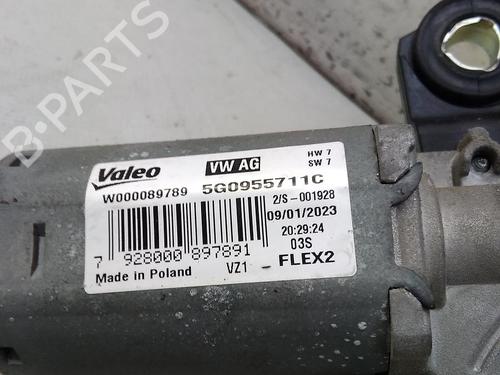 B-PARTS
Valeo VW AG HW 7
SW 7
W000089789 5G0955711C
2/S-001928
09/01/2023
20:29:24
7 928000 897891 03S
Made in Poland VZ1 FLEX2